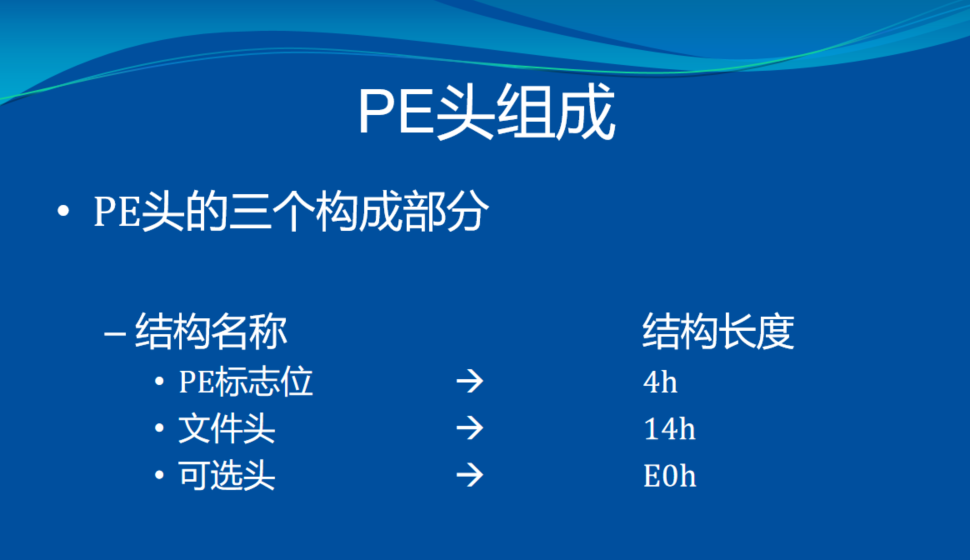 PE头组成
• PE头的三个构成部分
– 结构名称 结构长度
• PE标志位 → 4h
• 文件头 → 14h
• 可选头 → E0h